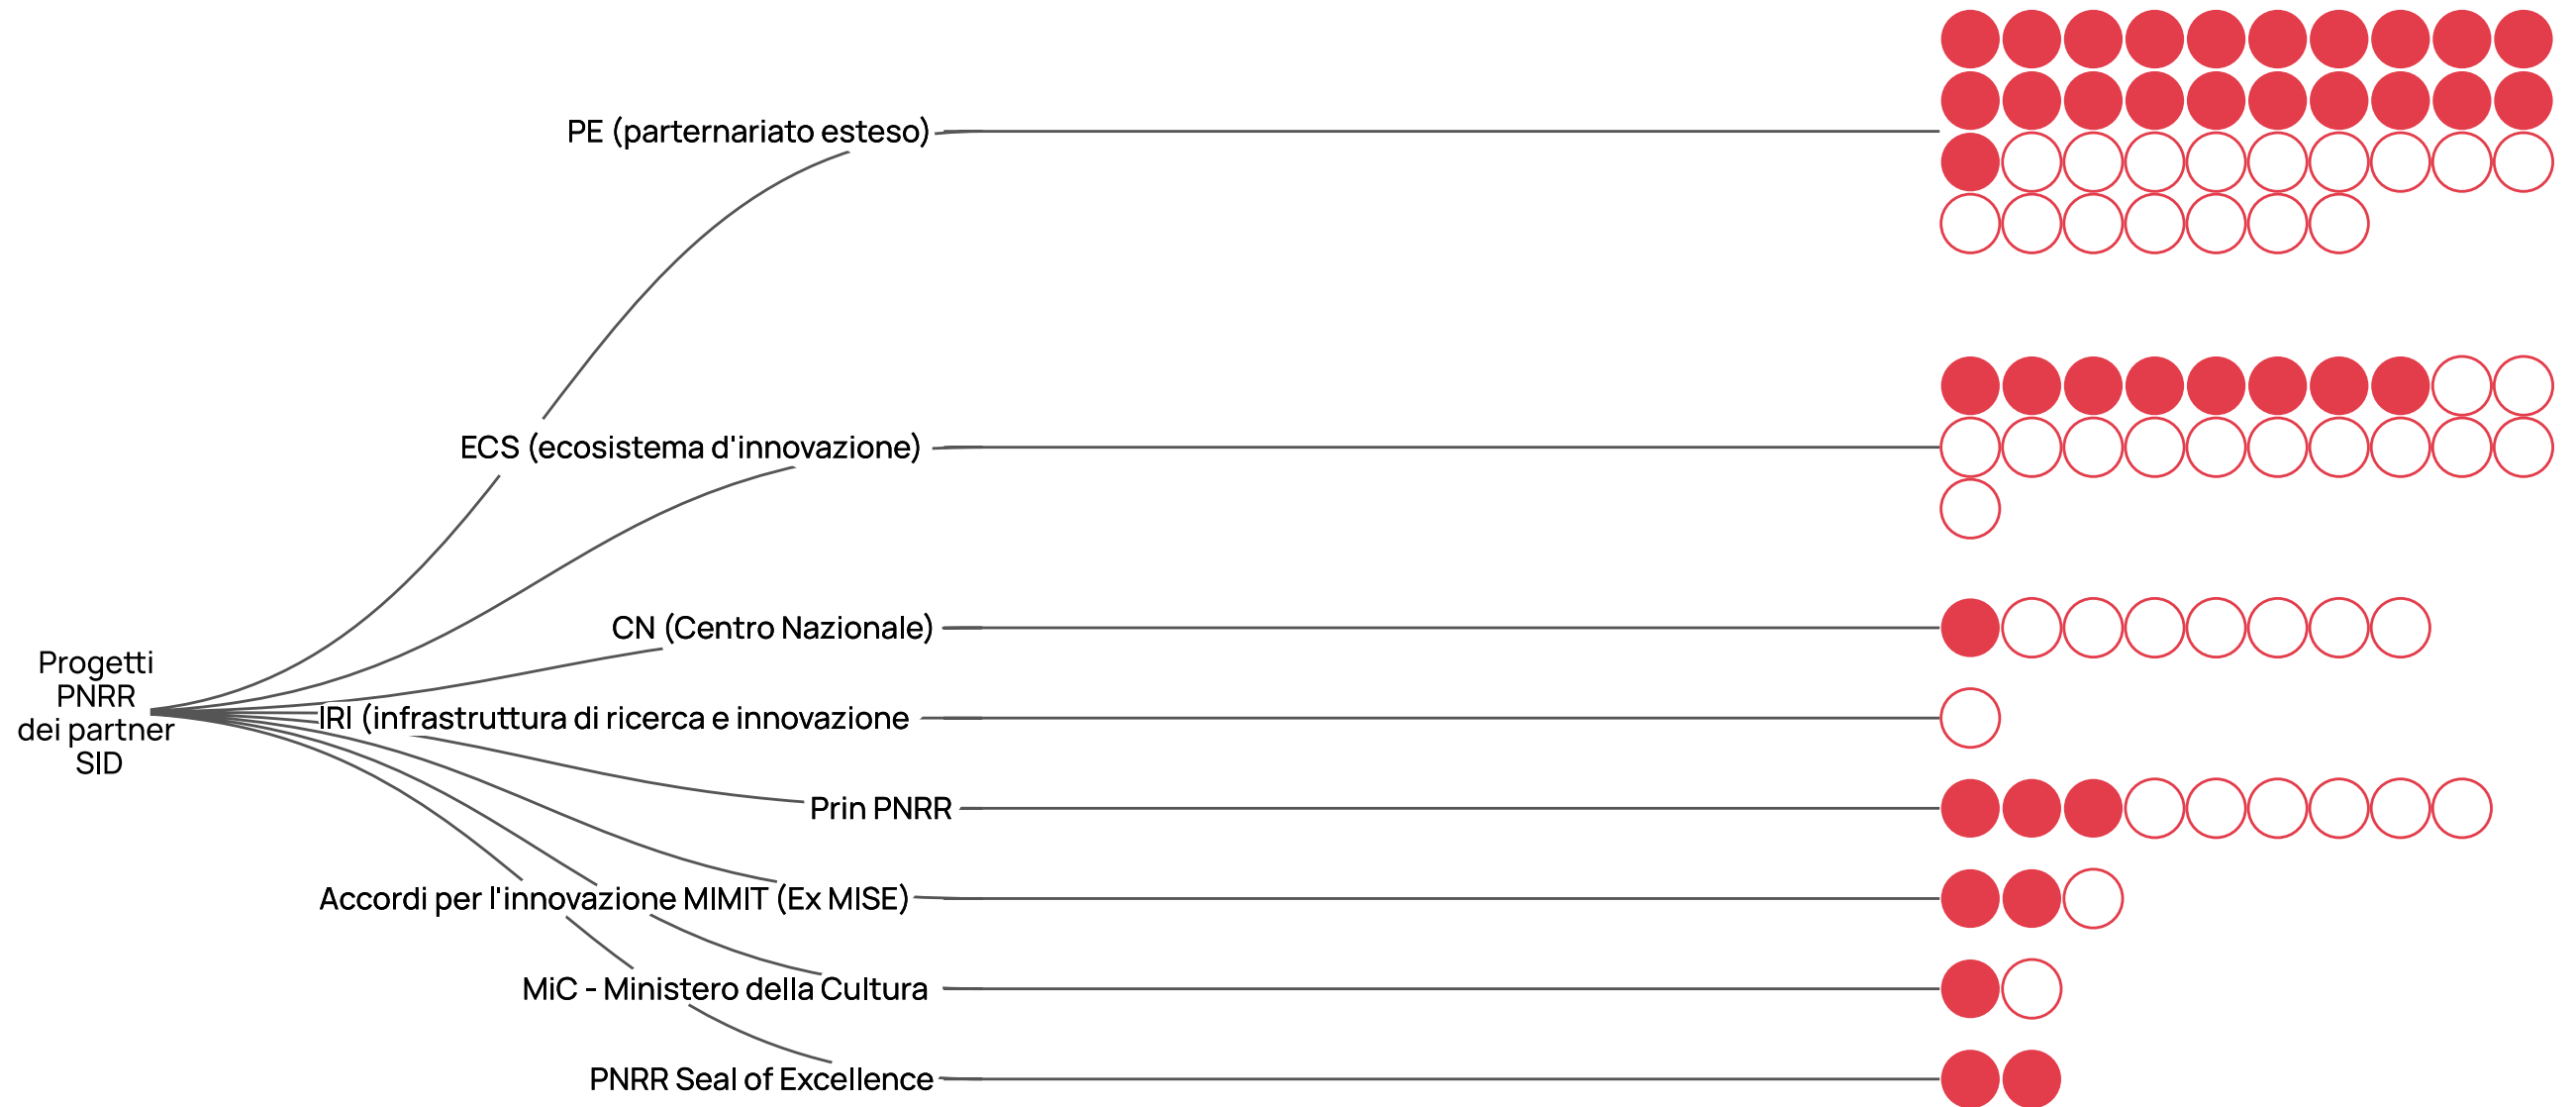 PE (parternariato esteso)
ECS (ecosistema d'innovazione)
CN (Centro Nazionale)
Progetti
PNRR
dei partner
SID
IRI (infrastruttura di ricerca e innovazione
Prin PNRR
Accordi per l'innovazione MIMIT (Ex MISE)
MiC - Ministero della Cultura
PNRR Seal of Excellence